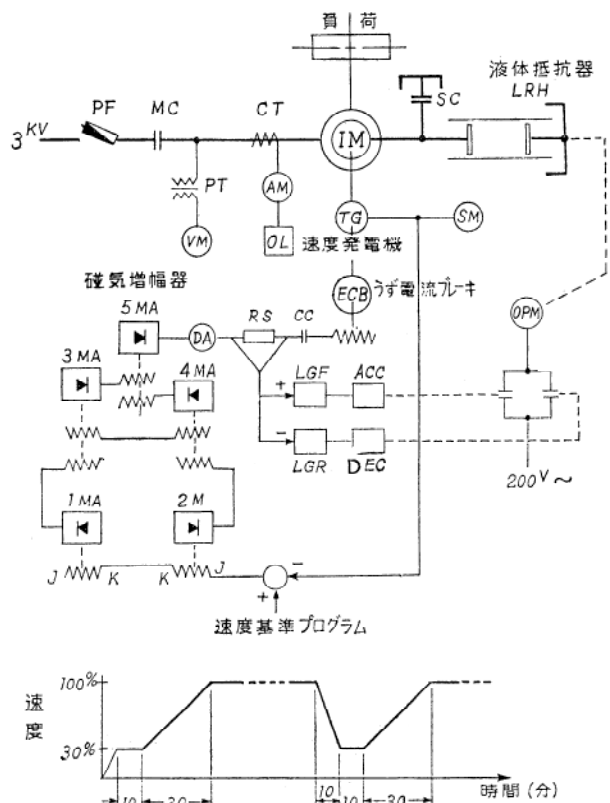 負荷
液体抵抗器
LRH
3KV
PF
MC
CT
IM
SC
PT
AM
VM
OL
TG
SM
速度発電機
ECB
うず電流ブレーキ
OPM
磁気増幅器
5MA
DA
RS
CC
3MA
4MA
+
LGF
ACC
-
LGR
DEC
200V～
1MA
2M
J
K
K
J
-
+
速度基準プログラム
速度
100%
30%
10
30
10
10
30
時間(分)